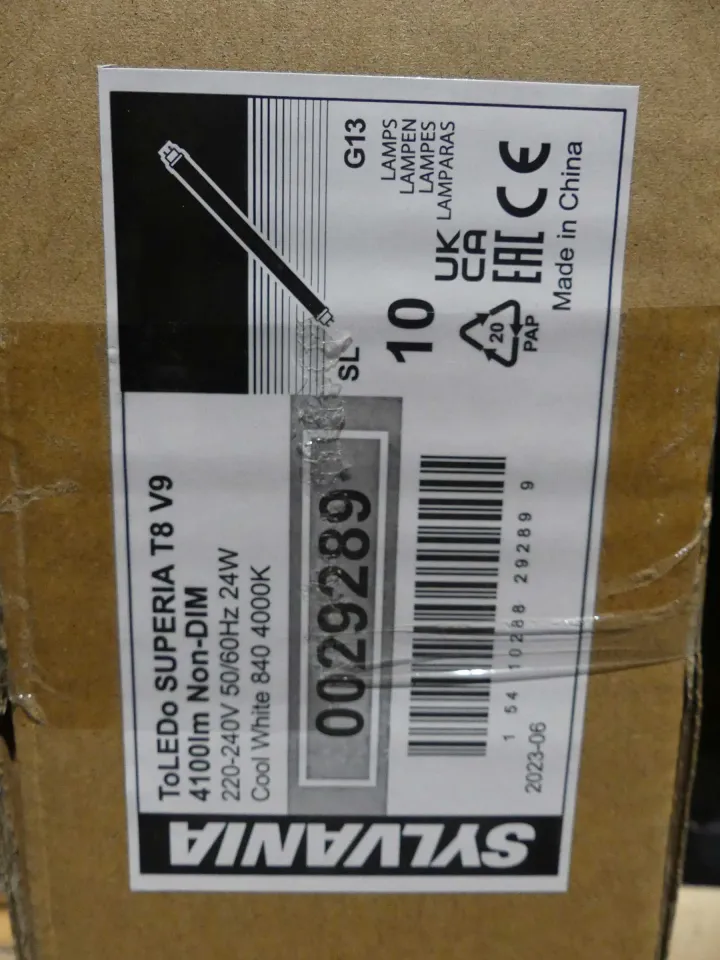 SYLVANIA
ToLEDo SUPERIA T8 V9
4100lm Non-DIM
220-240V 50/60Hz 24W
Cool White 840 4000K
0029289
1 54 10288 29289 9
2023-06
SL
G13
10
LAMPS
LAMPEN
LAMPES
LAMPARAS
UK
CA
EAC CE
20
PAP
Made in China